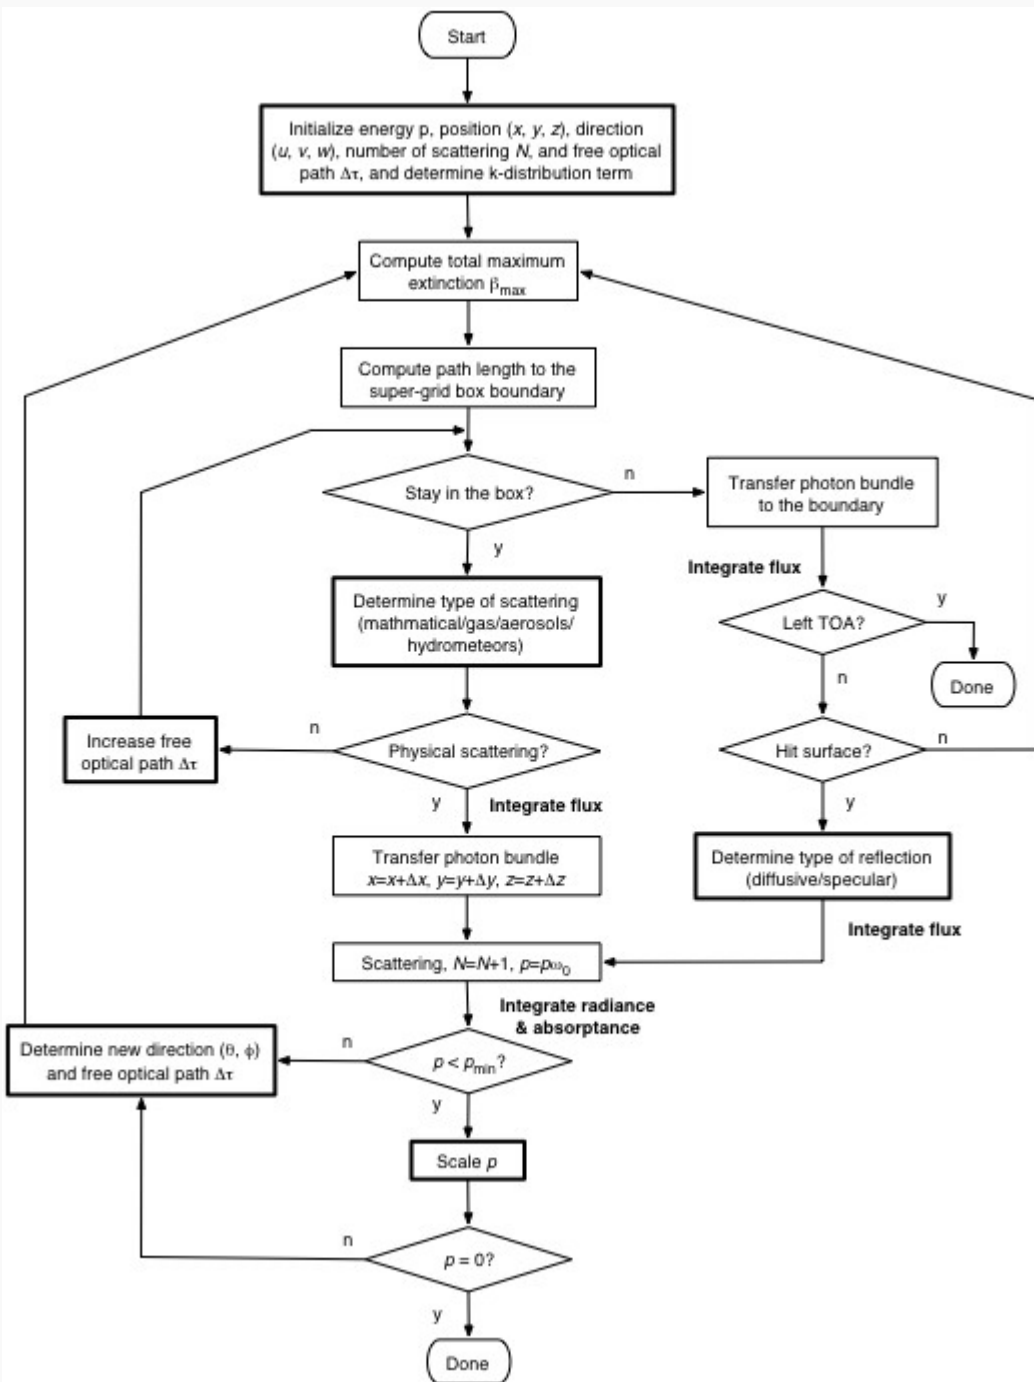 Start
Initialize energy p, position (x, y, z), direction
(u, v, w), number of scattering N, and free optical
path Δτ, and determine k-distribution term
Compute total maximum
extinction βmax
Compute path length to the
super-grid box boundary
Stay in the box?
n
Transfer photon bundle
to the boundary
y
Integrate flux
Determine type of scattering
(mathmatical/gas/aerosols/
hydrometeors)
Left TOA?
y
Done
n
Physical scattering?
n
Increase free
optical path Δτ
Hit surface?
n
y
Integrate flux
y
Transfer photon bundle
x=x+Δx, y=y+Δy, z=z+Δz
Determine type of reflection
(diffusive/specular)
Integrate flux
Scattering, N=N+1, p=pω0
Integrate radiance
& absorptance
p < pmin?
n
Determine new direction (θ, ϕ)
and free optical path Δτ
y
Scale p
p = 0?
n
y
Done